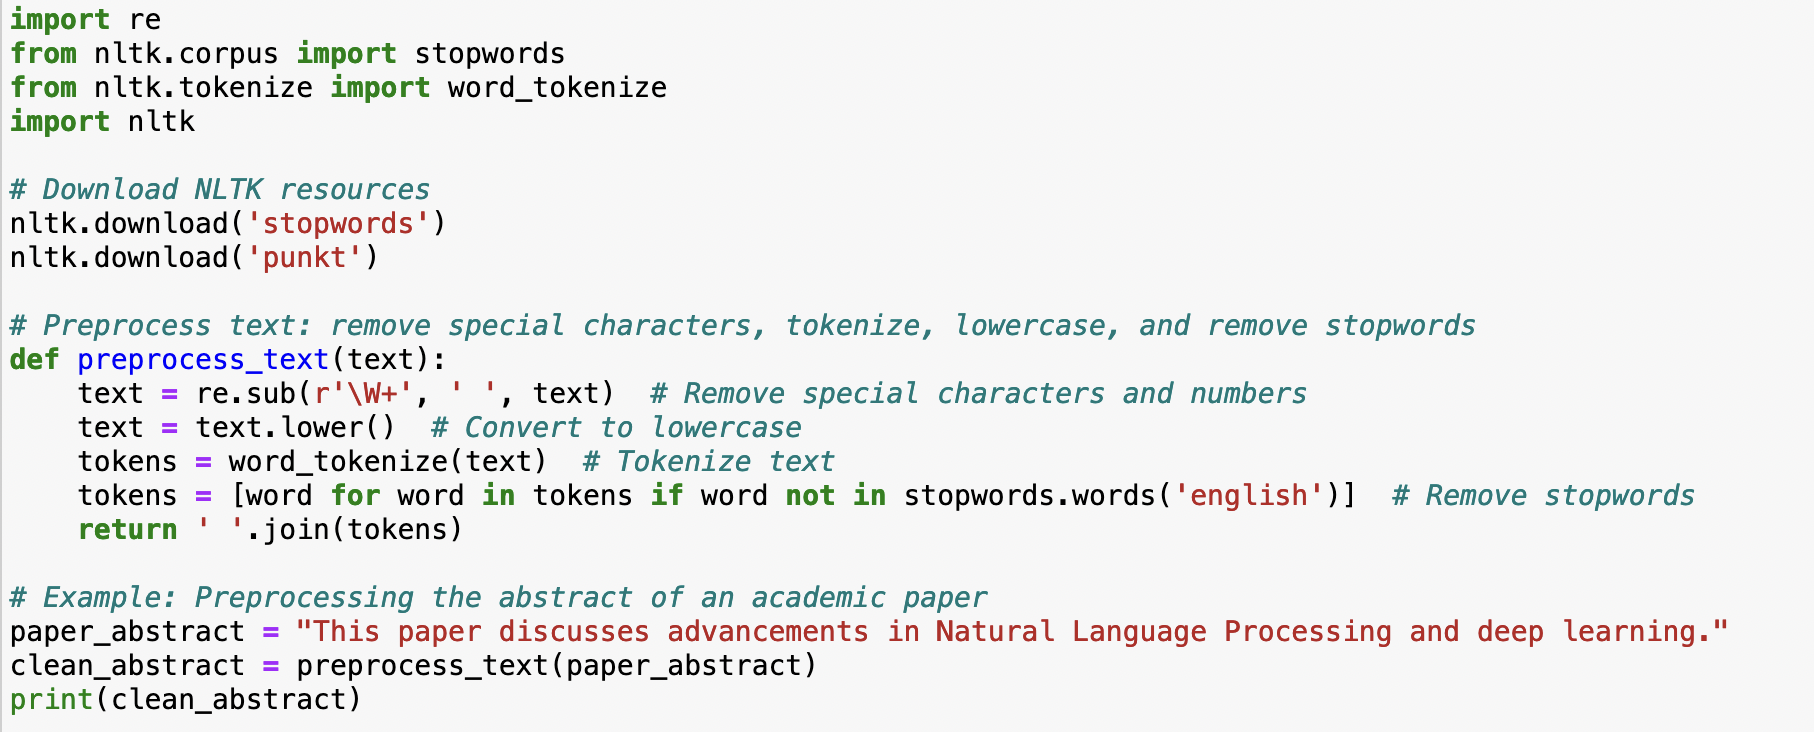 import re
from nltk.corpus import stopwords
from nltk.tokenize import word_tokenize
import nltk

# Download NLTK resources
nltk.download('stopwords')
nltk.download('punkt')

# Preprocess text: remove special characters, tokenize, lowercase, and remove stopwords
def preprocess_text(text):
    text = re.sub(r'\W+', ' ', text)  # Remove special characters and numbers
    text = text.lower()  # Convert to lowercase
    tokens = word_tokenize(text)  # Tokenize text
    tokens = [word for word in tokens if word not in stopwords.words('english')]  # Remove stopwords
    return ' '.join(tokens)

# Example: Preprocessing the abstract of an academic paper
paper_abstract = "This paper discusses advancements in Natural Language Processing and deep learning."
clean_abstract = preprocess_text(paper_abstract)
print(clean_abstract)